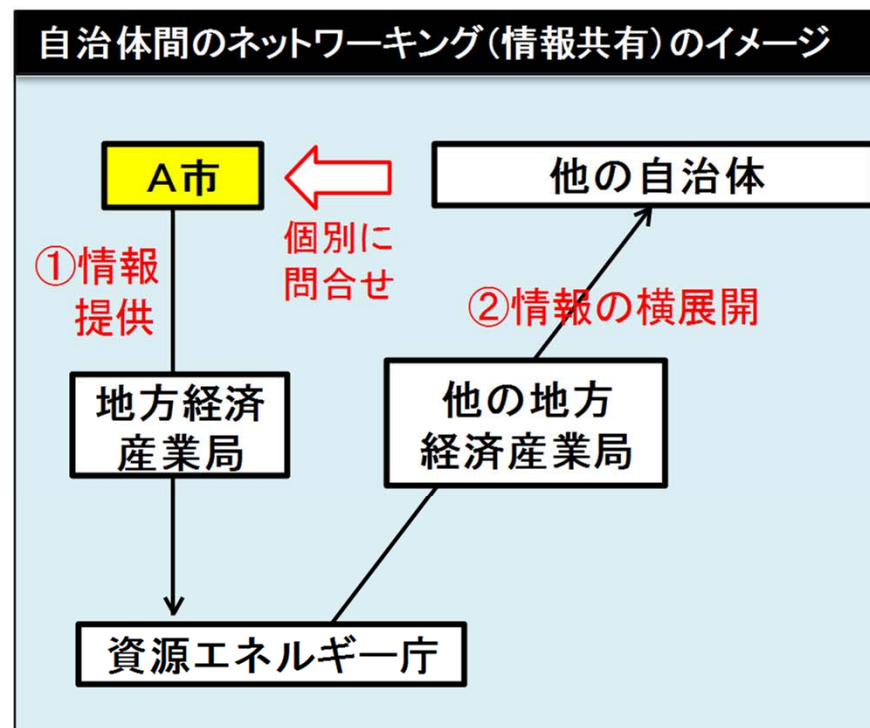 自治体間のネットワーキング(情報共有)のイメージ
A市
他の自治体
個別に
問合せ
①情報
提供
②情報の横展開
地方経済
産業局
他の地方
経済産業局
資源エネルギー庁